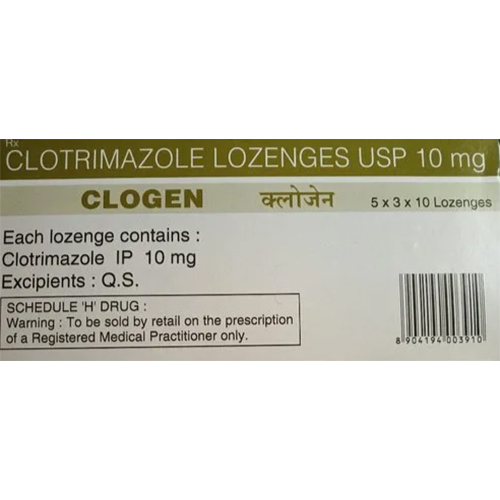 Rx
CLOTRIMAZOLE LOZENGES USP 10 mg
CLOGEN क्लोजेन 5 x 3 x 10 Lozenges
Each lozenge contains :
Clotrimazole IP 10 mg
Excipients : Q.S.
SCHEDULE 'H' DRUG :
Warning : To be sold by retail on the prescription
of a Registered Medical Practitioner only.
8 904194 003910